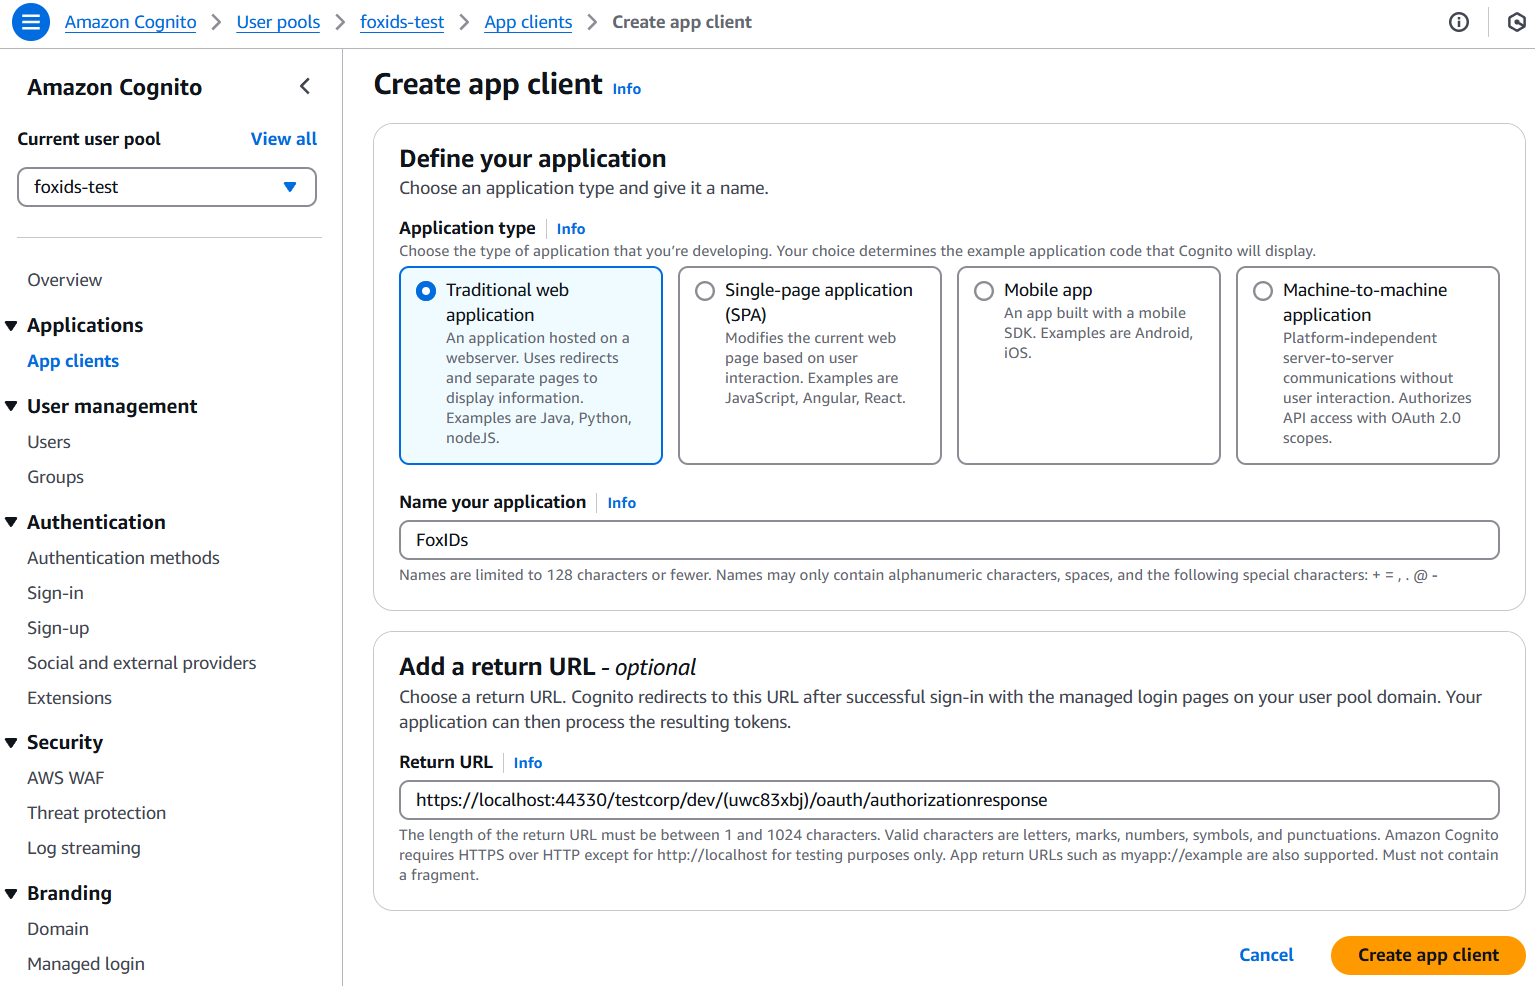 Amazon Cognito > User pools > foxids-test > App clients > Create app client
Amazon Cognito
Current user pool View all
foxids-test
Overview
Applications
App clients
User management
Users
Groups
Authentication
Authentication methods
Sign-in
Sign-up
Social and external providers
Extensions
Security
AWS WAF
Threat protection
Log streaming
Branding
Domain
Managed login
Create app client Info
Define your application
Choose an application type and give it a name.
Application type Info
Choose the type of application that you're developing. Your choice determines the example application code that Cognito will display.
Traditional web
application
An application hosted on a
webserver. Uses redirects
and separate pages to
display information.
Examples are Java, Python,
nodeJS.
Single-page application
(SPA)
Modifies the current web
page based on user
interaction. Examples are
JavaScript, Angular, React.
Mobile app
An app built with a mobile
SDK. Examples are Android,
iOS.
Machine-to-machine
application
Platform-independent
server-to-server
communications without
user interaction. Authorizes
API access with OAuth 2.0
scopes.
Name your application Info
FoxIDs
Names are limited to 128 characters or fewer. Names may only contain alphanumeric characters, spaces, and the following special characters: + = , . @ -
Add a return URL - optional
Choose a return URL. Cognito redirects to this URL after successful sign-in with the managed login pages on your user pool domain. Your
application can then process the resulting tokens.
Return URL Info
https://localhost:44330/testcorp/dev/(uwc83xbj)/oauth/authorizationresponse
The length of the return URL must be between 1 and 1024 characters. Valid characters are letters, marks, numbers, symbols, and punctuations. Amazon Cognito
requires HTTPS over HTTP except for http://localhost for testing purposes only. App return URLs such as myapp://example are also supported. Must not contain
a fragment.
Cancel Create app client